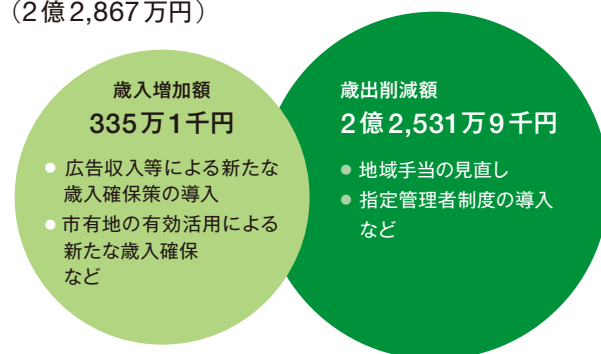 (2億2,867万円)
歳入増加額
335万1千円
● 広告収入等による新たな
歳入確保策の導入
● 市有地の有効活用による
新たな歳入確保
など
歳出削減額
2億2,531万9千円
● 地域手当の見直し
● 指定管理者制度の導入
など